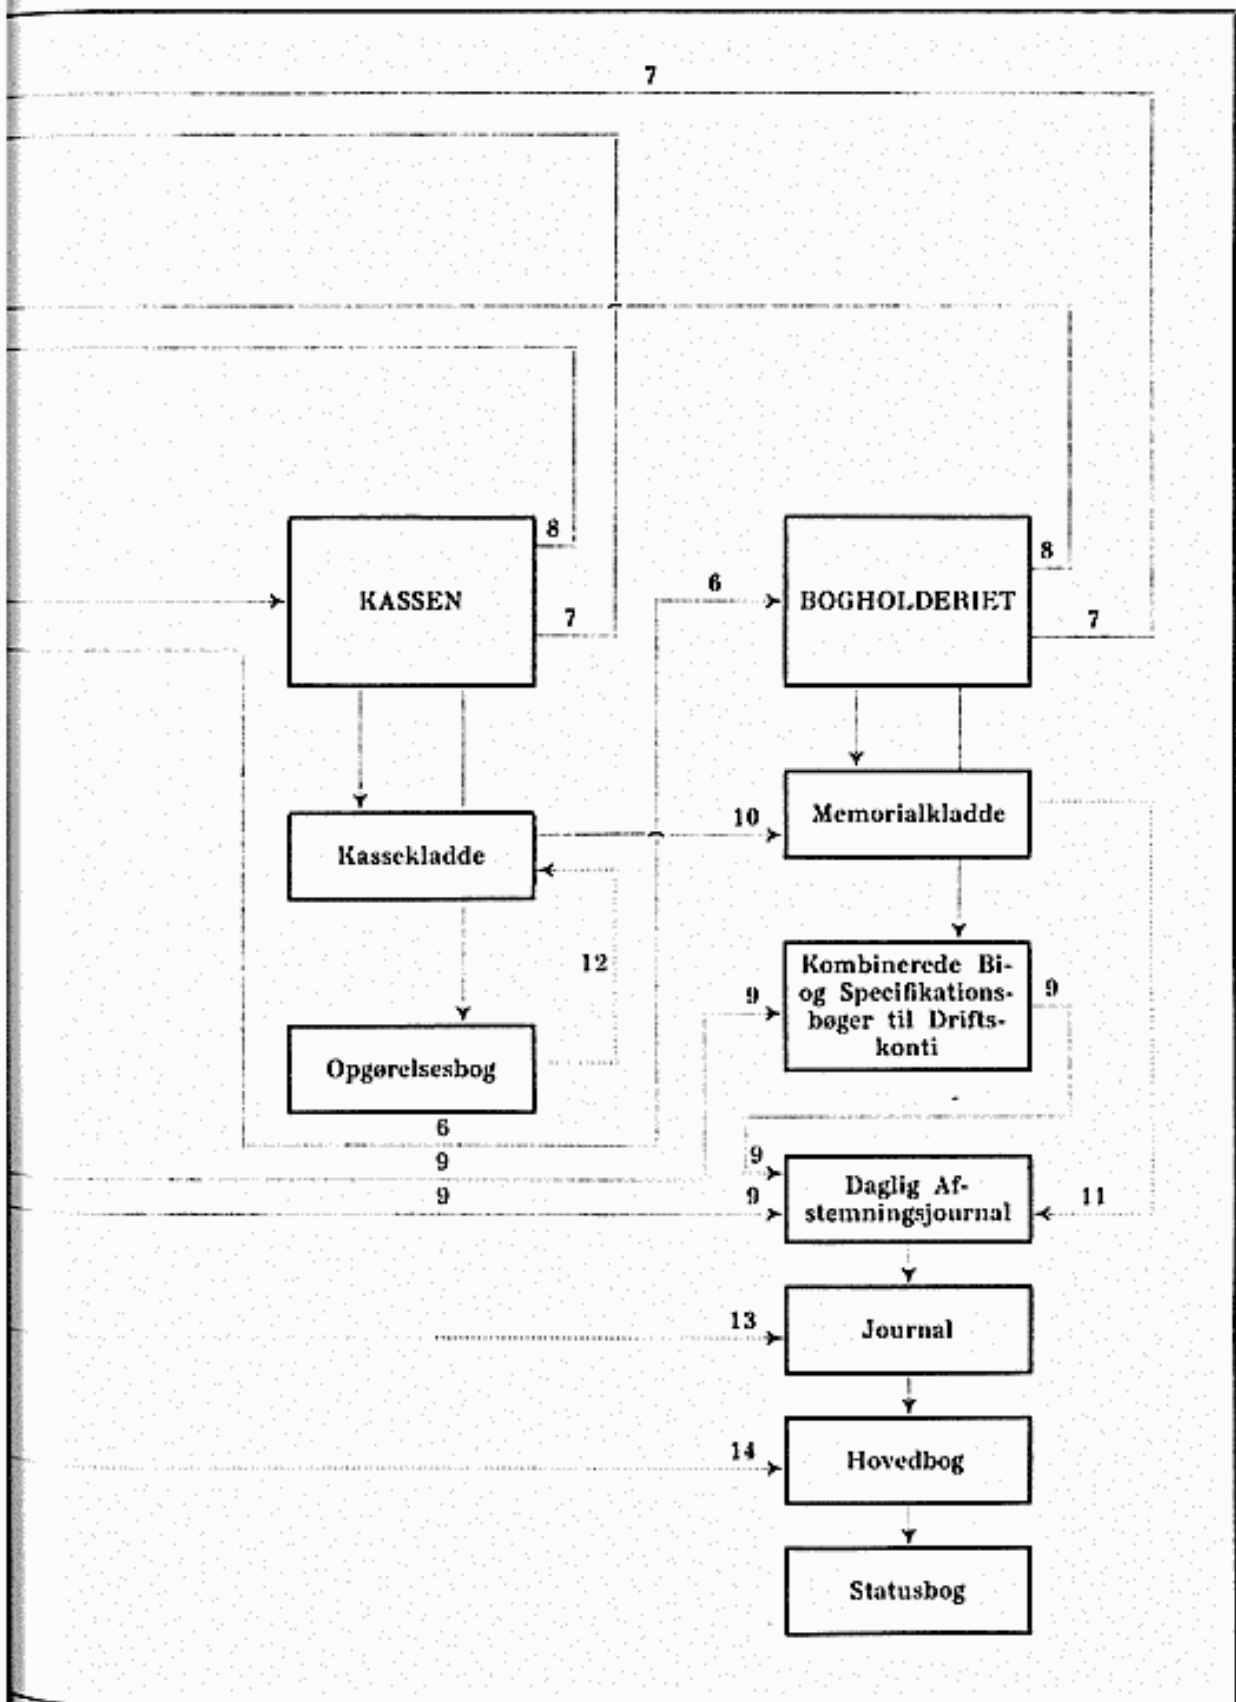 7
8
8
6
KASSEN
BOGHOLDERIET
7
7
10
Memorialkladde
Kassekladde
12
9
Kombinerede Bi-
og Specifikations-
bøger til Drifts-
konti
9
Opgørelsesbog
6
9
9
9
9
Daglig Af-
stemningsjournal
11
13
Journal
14
Hovedbog
Statusbog